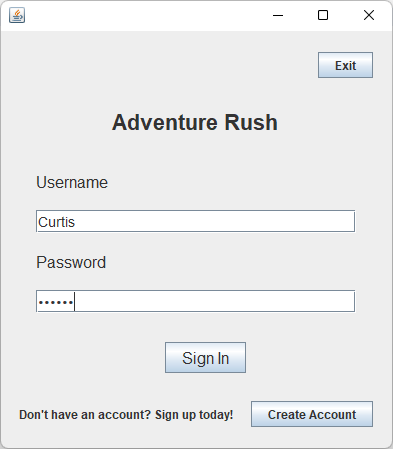 Exit
Adventure Rush
Username
Curtis
Password
••••••
Sign In
Don't have an account? Sign up today! Create Account